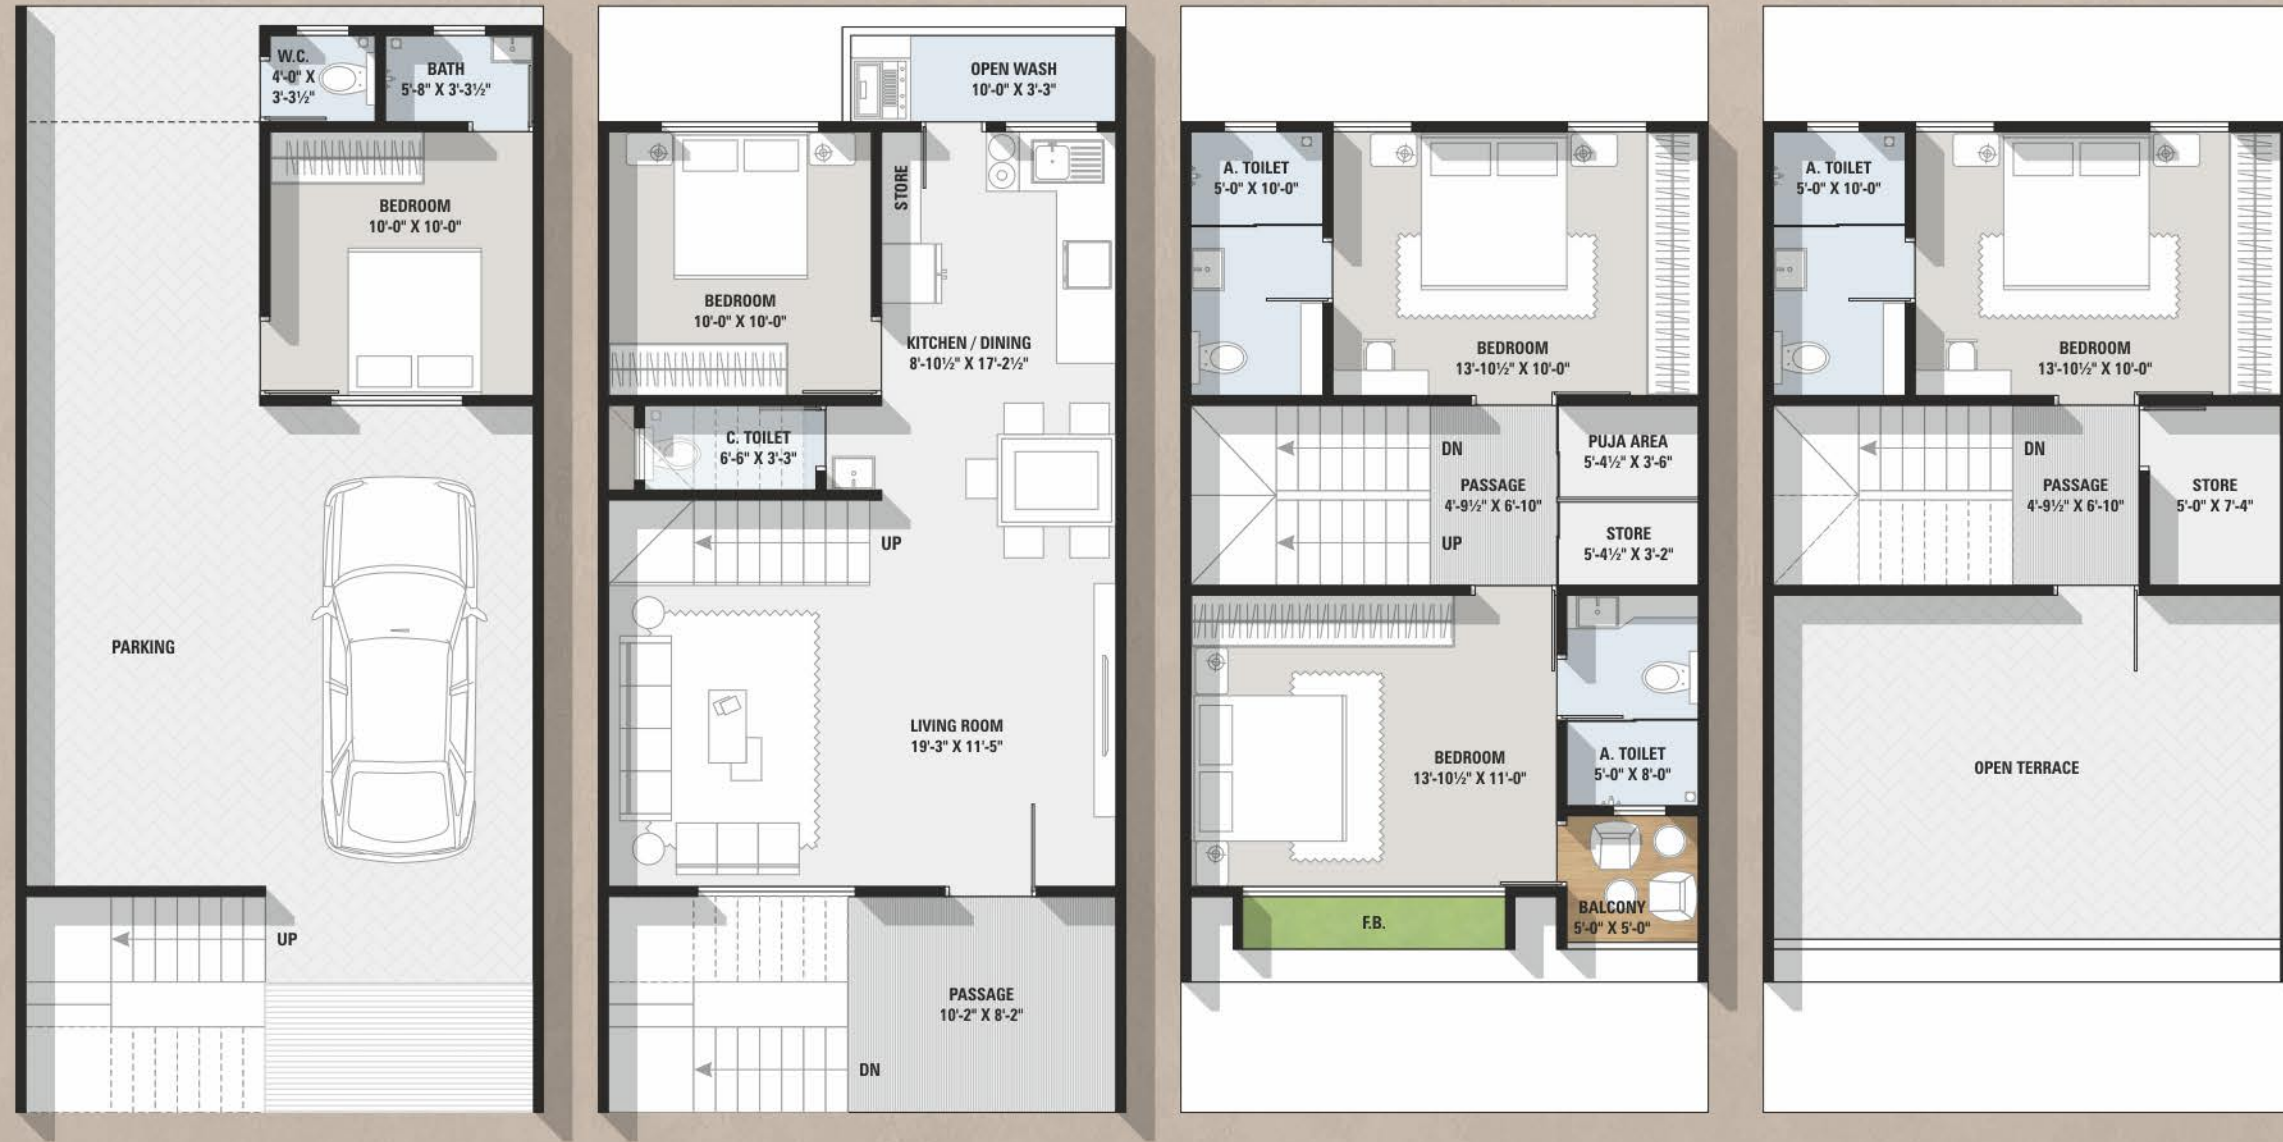 W.C.
4'-0" X
3'-3½"
BATH
5'-8" X 3'-3½"
BEDROOM
10'-0" X 10'-0"
PARKING
UP
OPEN WASH
10'-0" X 3'-3"
STORE
BEDROOM
10'-0" X 10'-0"
KITCHEN / DINING
8'-10½" X 17'-2½"
C. TOILET
6'-6" X 3'-3"
UP
LIVING ROOM
19'-3" X 11'-5"
PASSAGE
10'-2" X 8'-2"
DN
A. TOILET
5'-0" X 10'-0"
BEDROOM
13'-10½" X 10'-0"
DN
PUJA AREA
5'-4½" X 3'-6"
PASSAGE
4'-9½" X 6'-10"
STORE
5'-4½" X 3'-2"
UP
BEDROOM
13'-10½" X 11'-0"
A. TOILET
5'-0" X 8'-0"
BALCONY
5'-0" X 5'-0"
F.B.
A. TOILET
5'-0" X 10'-0"
BEDROOM
13'-10½" X 10'-0"
DN
PASSAGE
4'-9½" X 6'-10"
STORE
5'-0" X 7'-4"
OPEN TERRACE